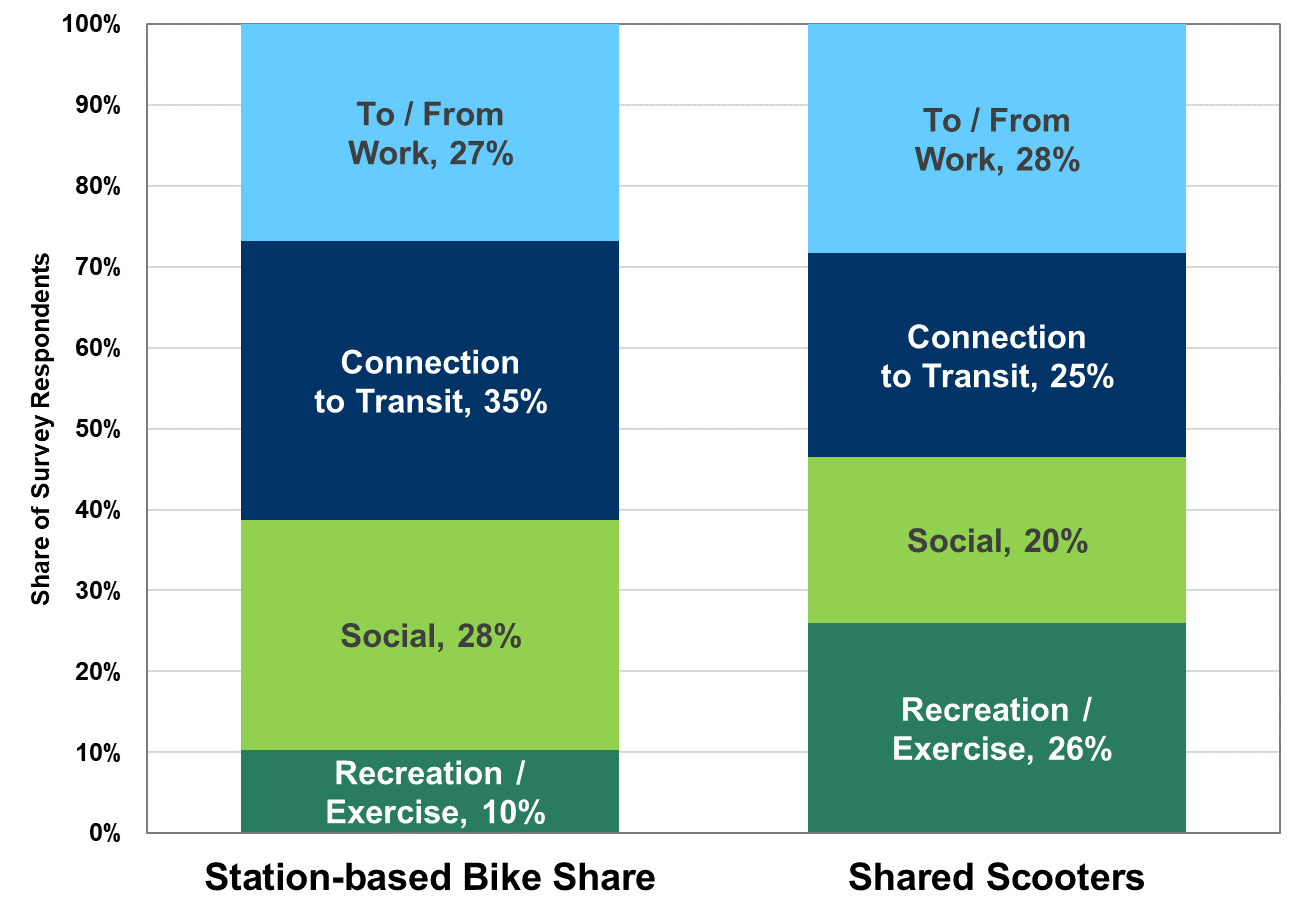 100%
90%
80%
70%
60%
50%
40%
30%
20%
10%
0%
Share of Survey Respondents
To / From
Work, 27%
Connection
to Transit, 35%
Social, 28%
Recreation /
Exercise, 10%
To / From
Work, 28%
Connection
to Transit, 25%
Social, 20%
Recreation /
Exercise, 26%
Station-based Bike Share
Shared Scooters